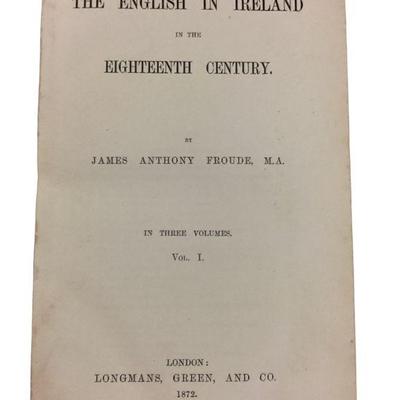 THE ENGLISH IN IRELAND
IN THE
EIGHTEENTH CENTURY.
BY
JAMES ANTHONY FROUDE, M.A.
IN THREE VOLUMES.
VOL. I.
LONDON:
LONGMANS, GREEN, AND CO.
1872.